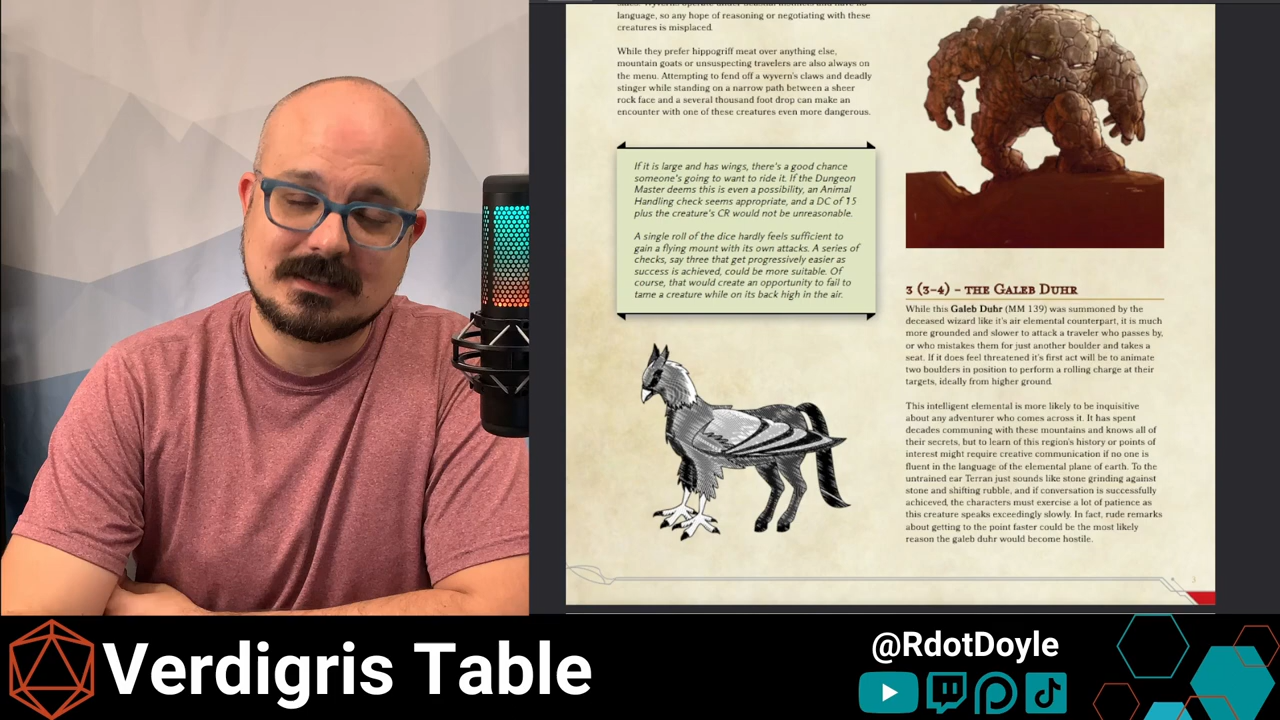 language, so any hope of reasoning or negotiating with these
creatures is misplaced.
While they prefer hippogriff meat over anything else,
mountain goats or unsuspecting travelers are also always on
the menu. Attempting to fend off a wyvern's claws and deadly
stinger while standing on a narrow path between a sheer
rock face and a several thousand foot drop can make an
encounter with one of these creatures even more dangerous.
If it is large and has wings, there's a good chance
someone's going to want to ride it. If the Dungeon
Master deems this is even a possibility, an Animal
Handling check seems appropriate, and a DC of 15
plus the creature's CR would not be unreasonable.
A single roll of the dice hardly feels sufficient to
gain a flying mount with its own attacks. A series of
checks, say three that get progressively easier as
success is achieved, could be more suitable. Of
course, that would create an opportunity to fail to
tame a creature while on its back high in the air.
3 (3-4) – the Galeb Duhr
While this Galeb Duhr (MM 139) was summoned by the
deceased wizard like it's air elemental counterpart, it is much
more grounded and slower to attack a traveler who passes by,
or who mistakes them for just another boulder and takes a
seat. If it does feel threatened it's first act will be to animate
two boulders in position to perform a rolling charge at their
targets, ideally from higher ground.
This intelligent elemental is more likely to be inquisitive
about any adventurer who comes across it. It has spent
decades communing with these mountains and knows all of
their secrets, but to learn of this region's history or points of
interest might require creative communication if no one is
fluent in the language of the elemental plane of earth. To the
untrained ear Terran just sounds like stone grinding against
stone and shifting rubble, and if conversation is successfully
achiceved, the characters must exercise a lot of patience as
this creature speaks exceedingly slowly. In fact, rude remarks
about getting to the point faster could be the most likely
reason the galeb duhr would become hostile.
3
Verdigris Table
@RdotDoyle